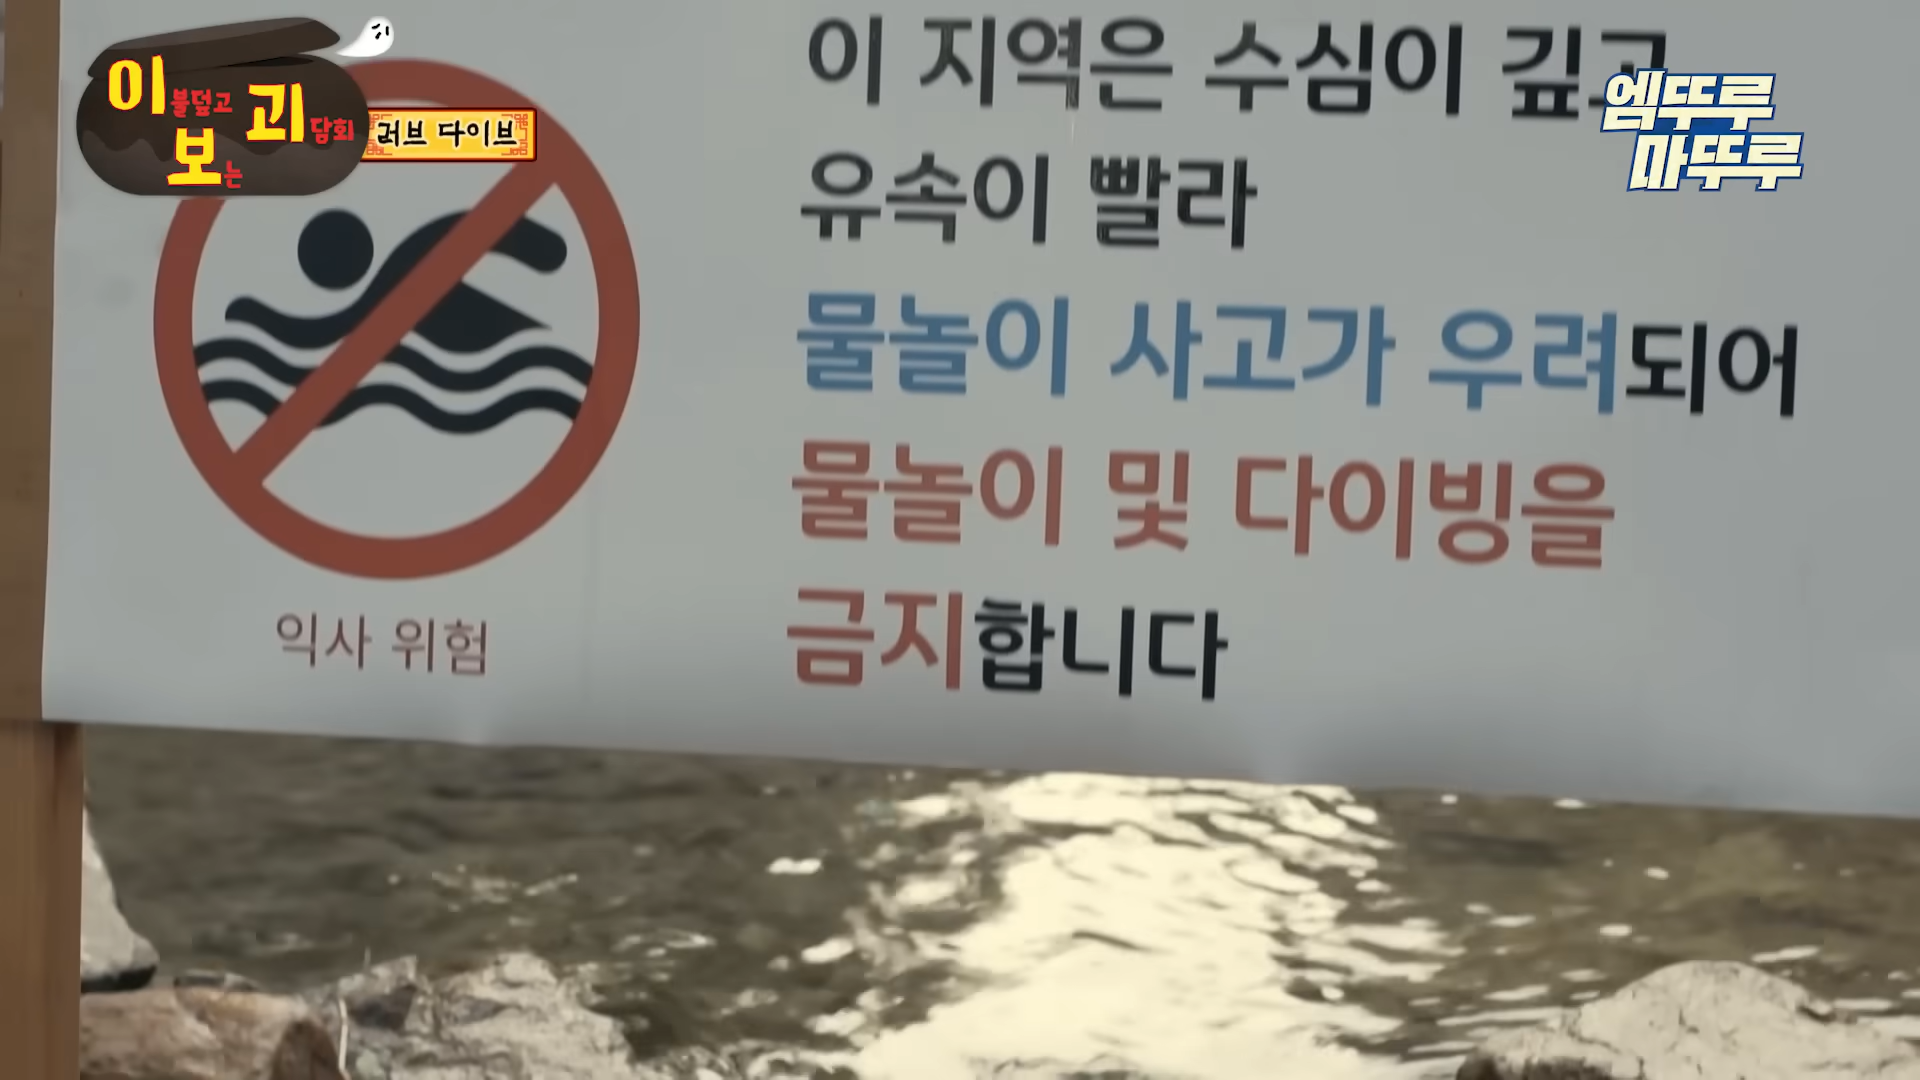 이불덮고
보는
괴담회
러브 다이브
엠뚜루
마뚜루
이 지역은 수심이 깊고
유속이 빨라
물놀이 사고가 우려되어
물놀이 및 다이빙을
금지합니다
익사 위험